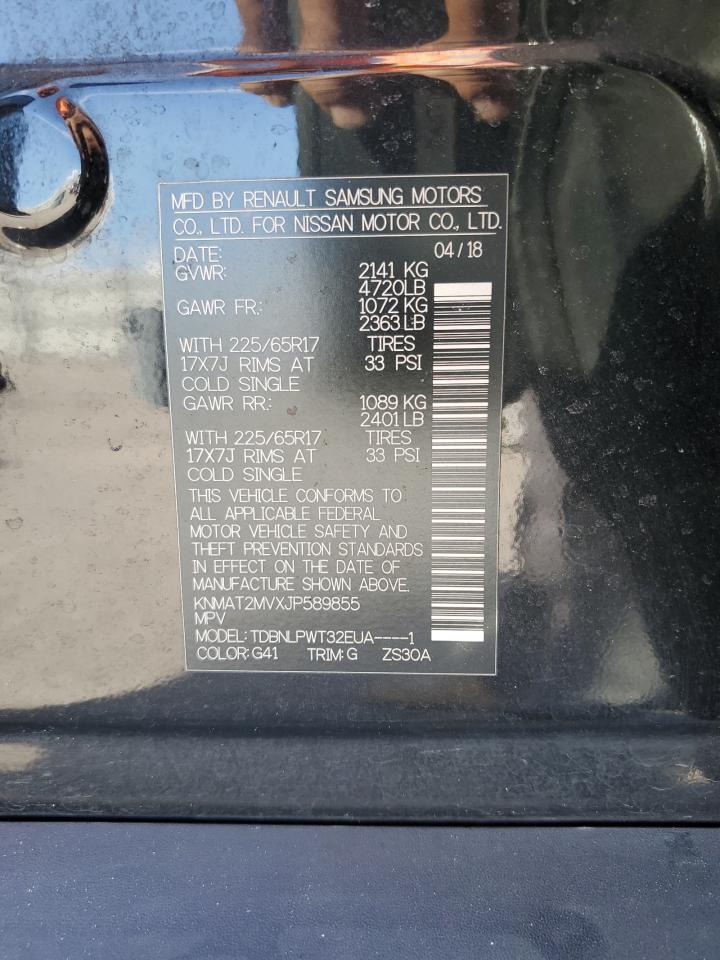 MFD BY RENAULT SAMSUNG MOTORS
CO., LTD. FOR NISSAN MOTOR CO., LTD.
DATE: 04/18
GVWR: 2141 KG
4720LB
GAWR FR.: 1072 KG
2363 LB
WITH 225/65R17 TIRES
17X7J RIMS AT 33 PSI
COLD SINGLE
GAWR RR.: 1089 KG
2401 LB
WITH 225/65R17 TIRES
17X7J RIMS AT 33 PSI
COLD SINGLE
THIS VEHICLE CONFORMS TO
ALL APPLICABLE FEDERAL
MOTOR VEHICLE SAFETY AND
THEFT PREVENTION STANDARDS
IN EFFECT ON THE DATE OF
MANUFACTURE SHOWN ABOVE.
KNMAT2MVXJP589855
MPV
MODEL: TDBNLPWT32EUA----1
COLOR: G41 TRIM: G ZS30A